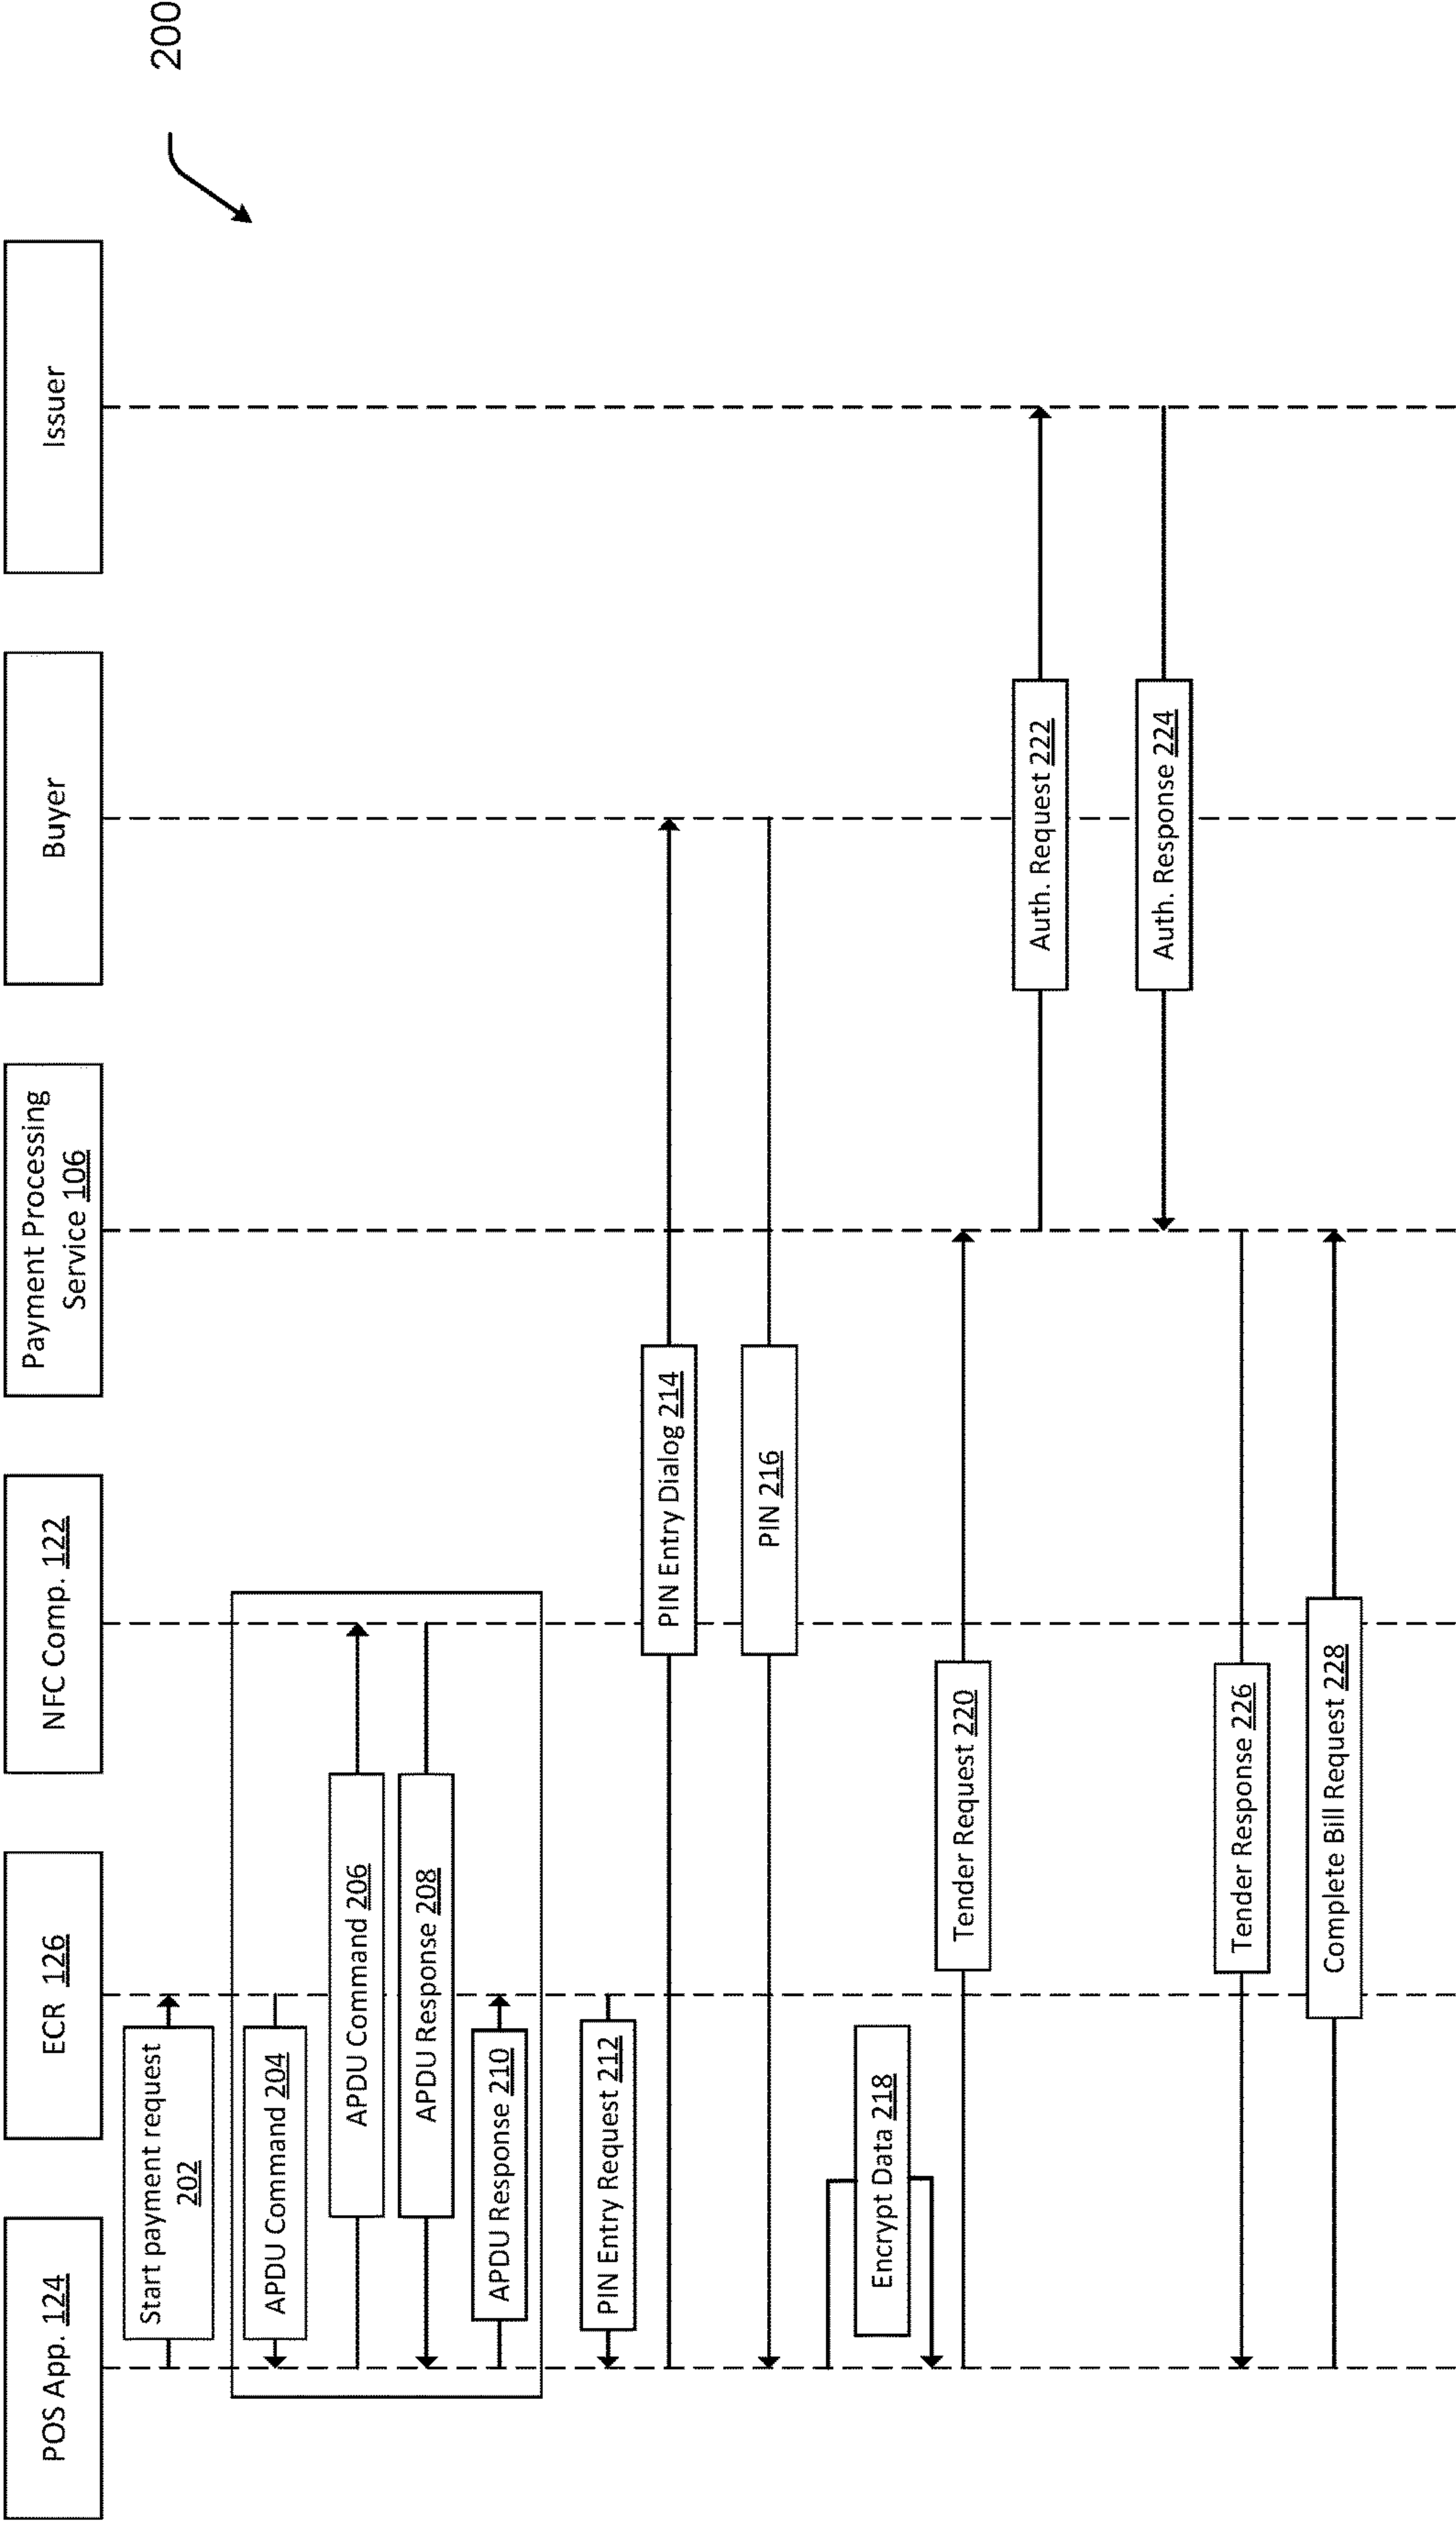 200
POS App. 124
ECR 126
NFC Comp. 122
Payment Processing
Service 106
Buyer
Issuer
Start payment request
202
APDU Command 204
APDU Command 206
APDU Response 208
APDU Response 210
PIN Entry Request 212
PIN Entry Dialog 214
PIN 216
Encrypt Data 218
Tender Request 220
Auth. Request 222
Auth. Response 224
Tender Response 226
Complete Bill Request 228